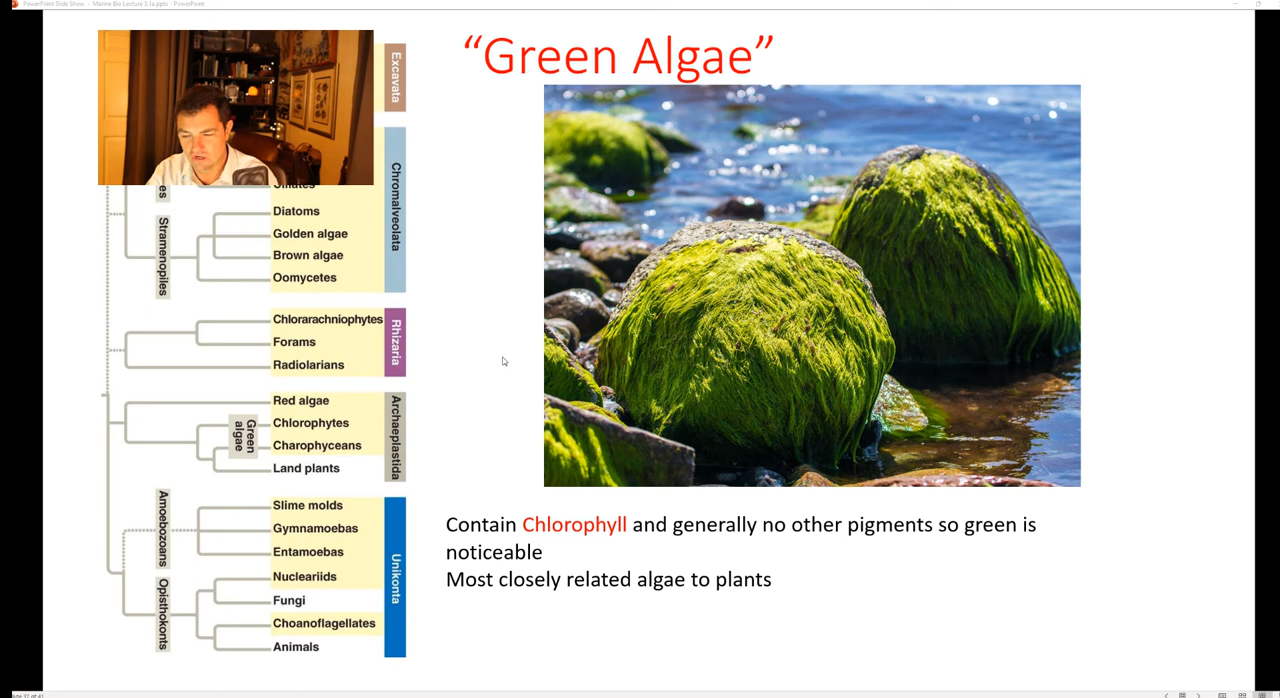 PowerPoint Slide Show - Marine Bio Lecture 3.1a.pptx - PowerPoint
"Green Algae"
Excavata
Chromalveolata
es
Ciliates
Stramenopiles
Diatoms
Golden algae
Brown algae
Oomycetes
Rhizaria
Chlorarachniophytes
Forams
Radiolarians
Archaeplastida
Red algae
Green
algae
Chlorophytes
Charophyceans
Land plants
Unikonta
Amoebozoans
Slime molds
Gymnamoebas
Entamoebas
Opisthokonts
Nucleariids
Fungi
Choanoflagellates
Animals
Contain Chlorophyll and generally no other pigments so green is
noticeable
Most closely related algae to plants